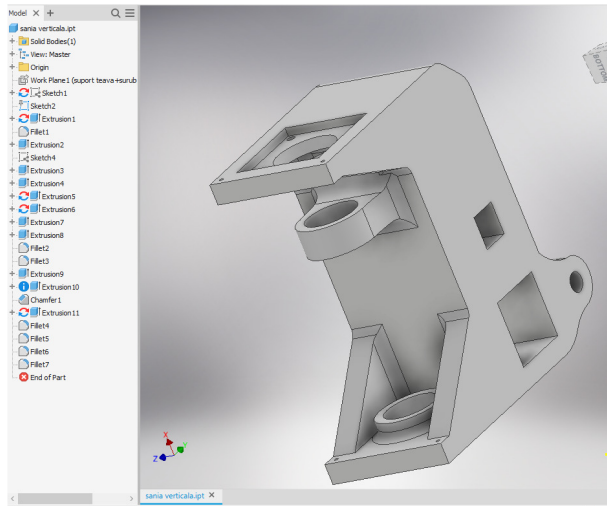 Model × +
sania verticala.ipt
Solid Bodies(1)
View: Master
Origin
Work Plane1 (suport teava+surub
Sketch1
Sketch2
Extrusion1
Fillet1
Extrusion2
Sketch4
Extrusion3
Extrusion4
Extrusion5
Extrusion6
Extrusion7
Extrusion8
Fillet2
Fillet3
Extrusion9
Extrusion10
Chamfer1
Extrusion11
Fillet4
Fillet5
Fillet6
Fillet7
End of Part
BOTTOM
X
Y
Z
sania verticala.ipt ×